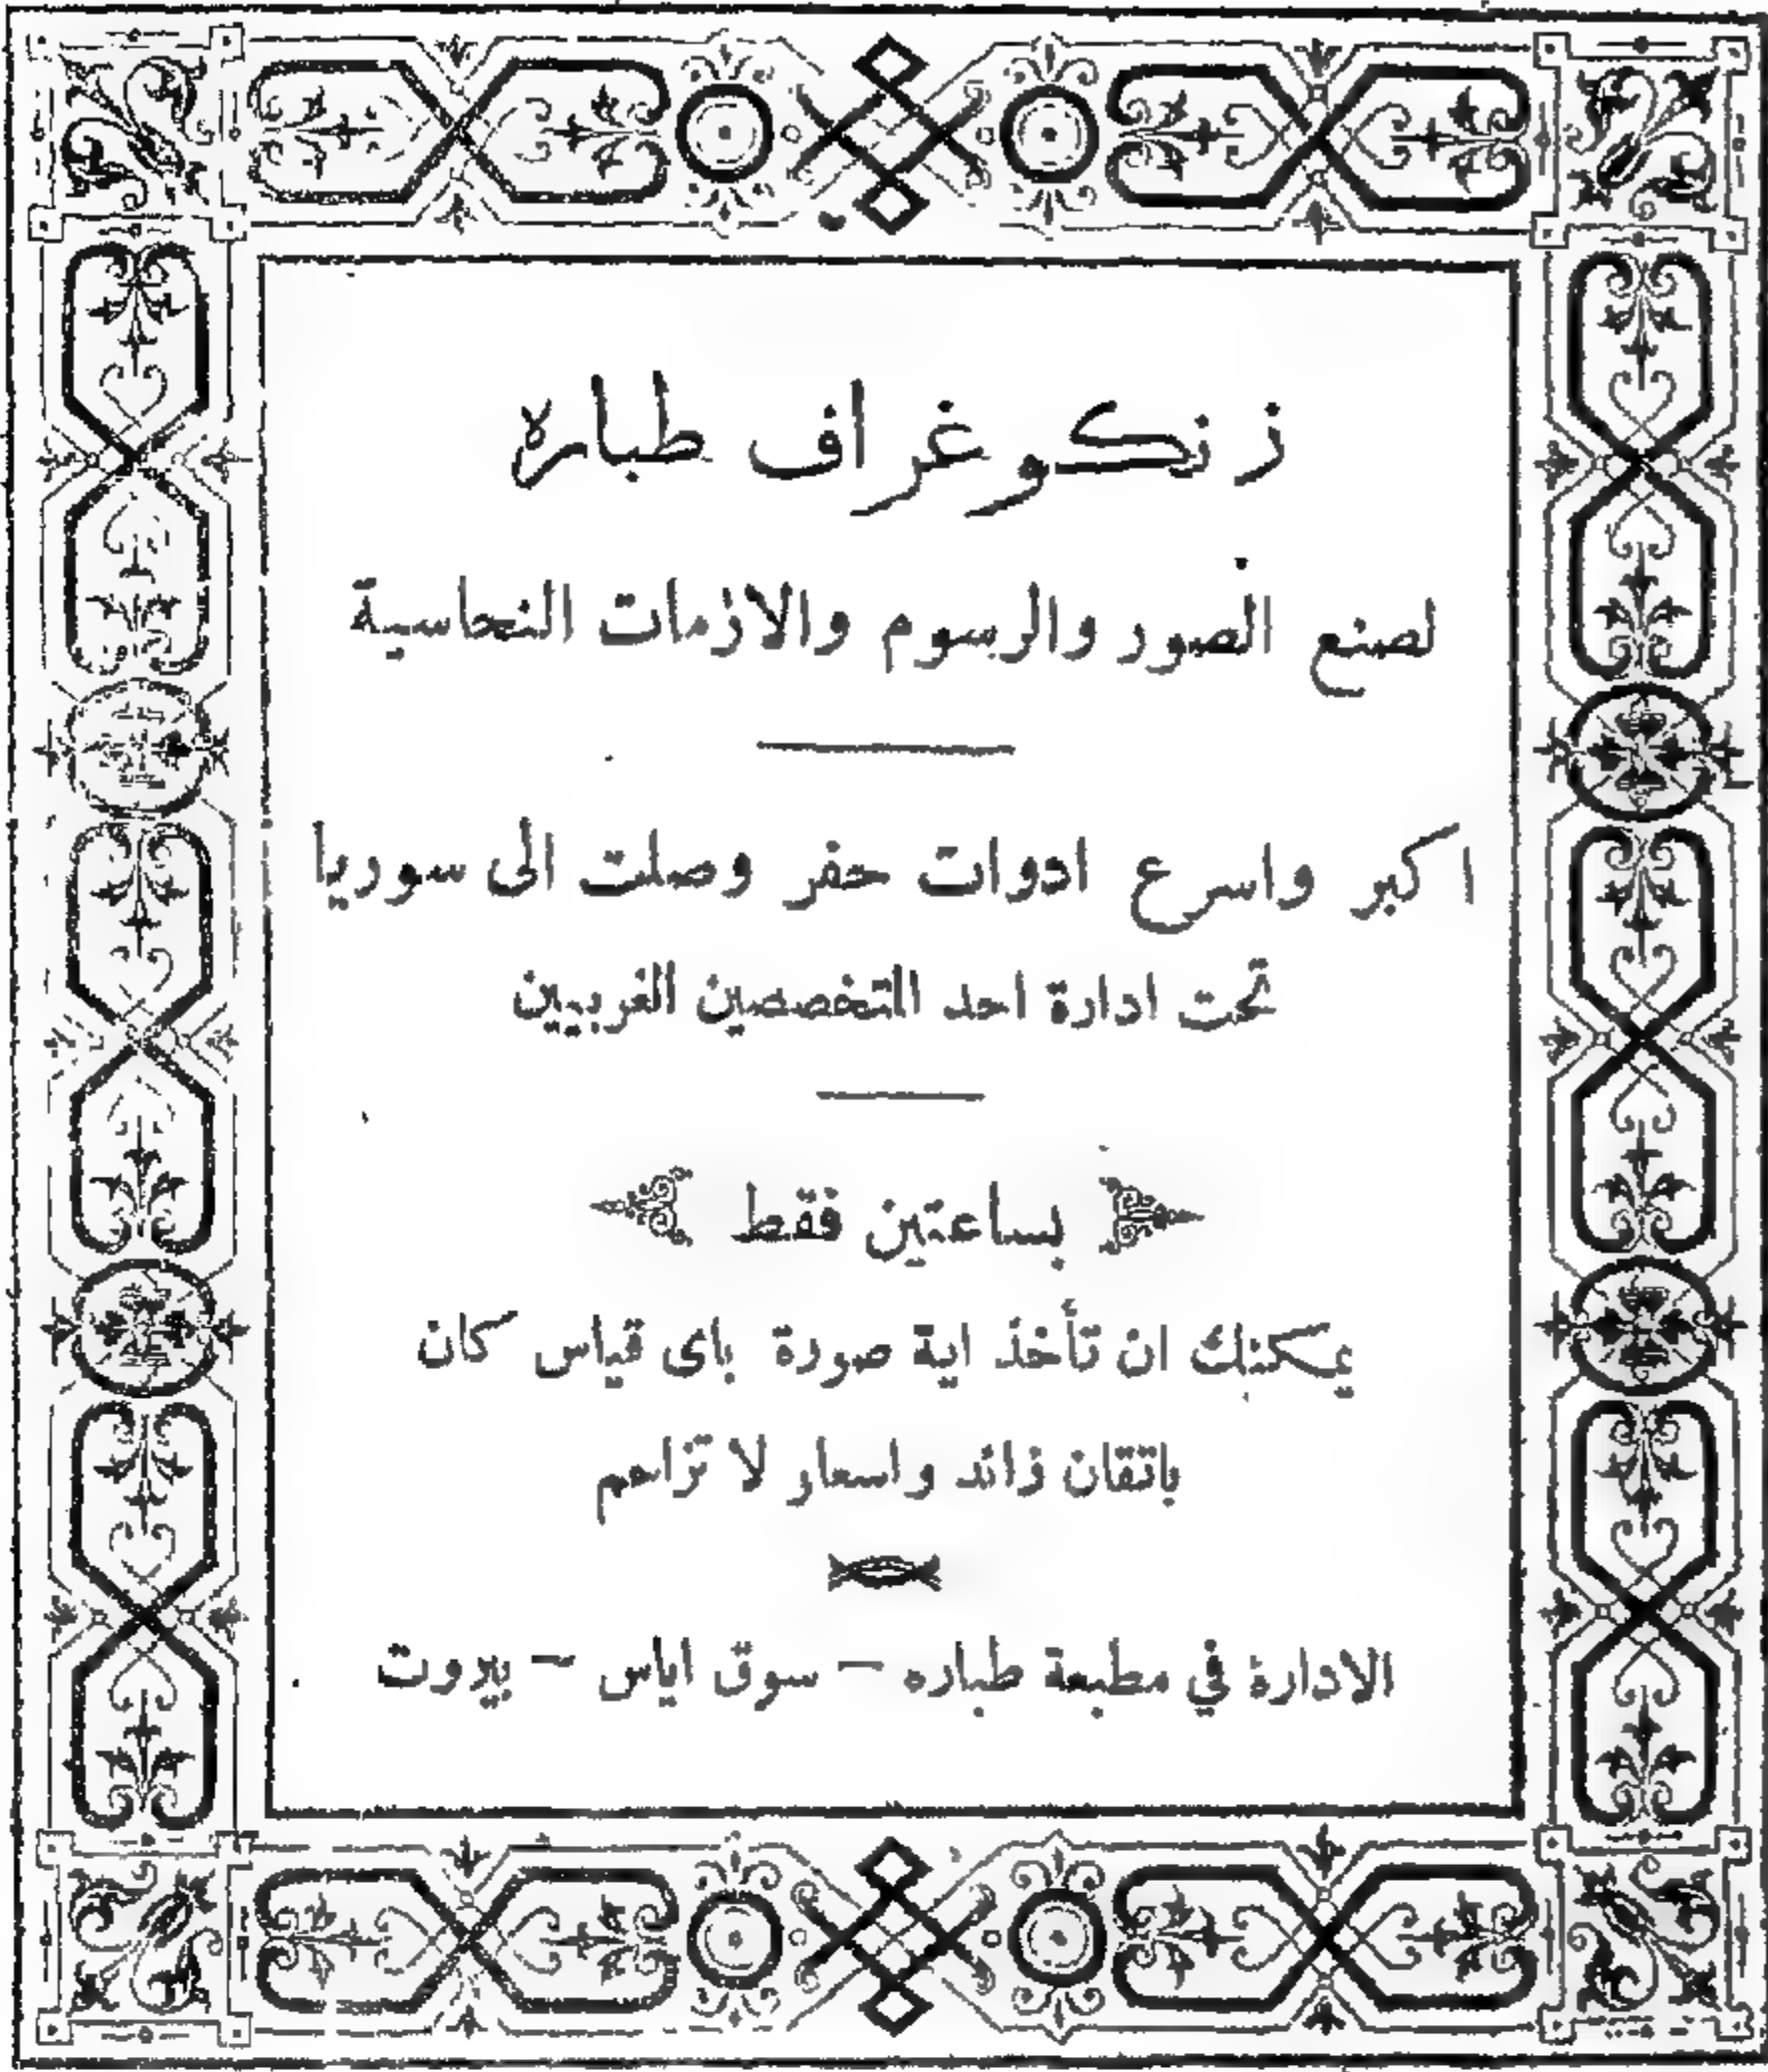 زنكوغراف طباره
لصنع الصور والرسوم والازمات النحاسية
اكبر واسرع ادوات حفر وصلت الى سوريا
تحت ادارة احد المتخصصين الغربيين
بساعتين فقط
يمكنك ان تأخذ اية صورة باى قياس كان
باتقان زائد واسعار لا تزاحم
الادارة في مطبعة طباره – سوق اياس – بيروت